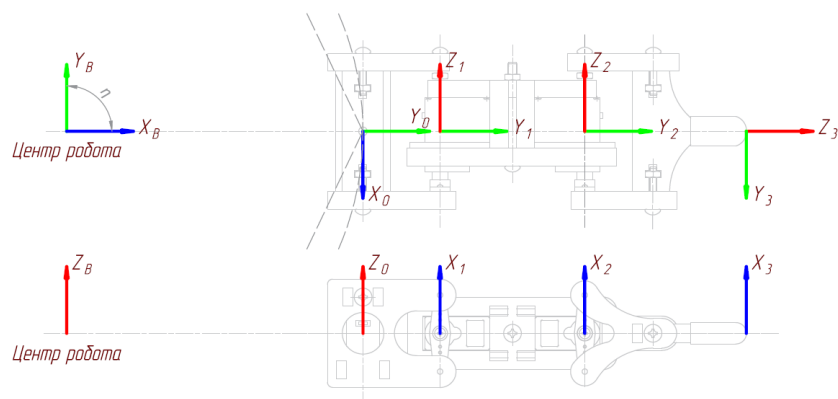 Y_B
Z_1
Z_2
η
X_B
Y_0
Y_1
Y_2
Z_3
Центр робота
X_0
Y_3
Z_B
Z_0
X_1
X_2
X_3
Центр робота